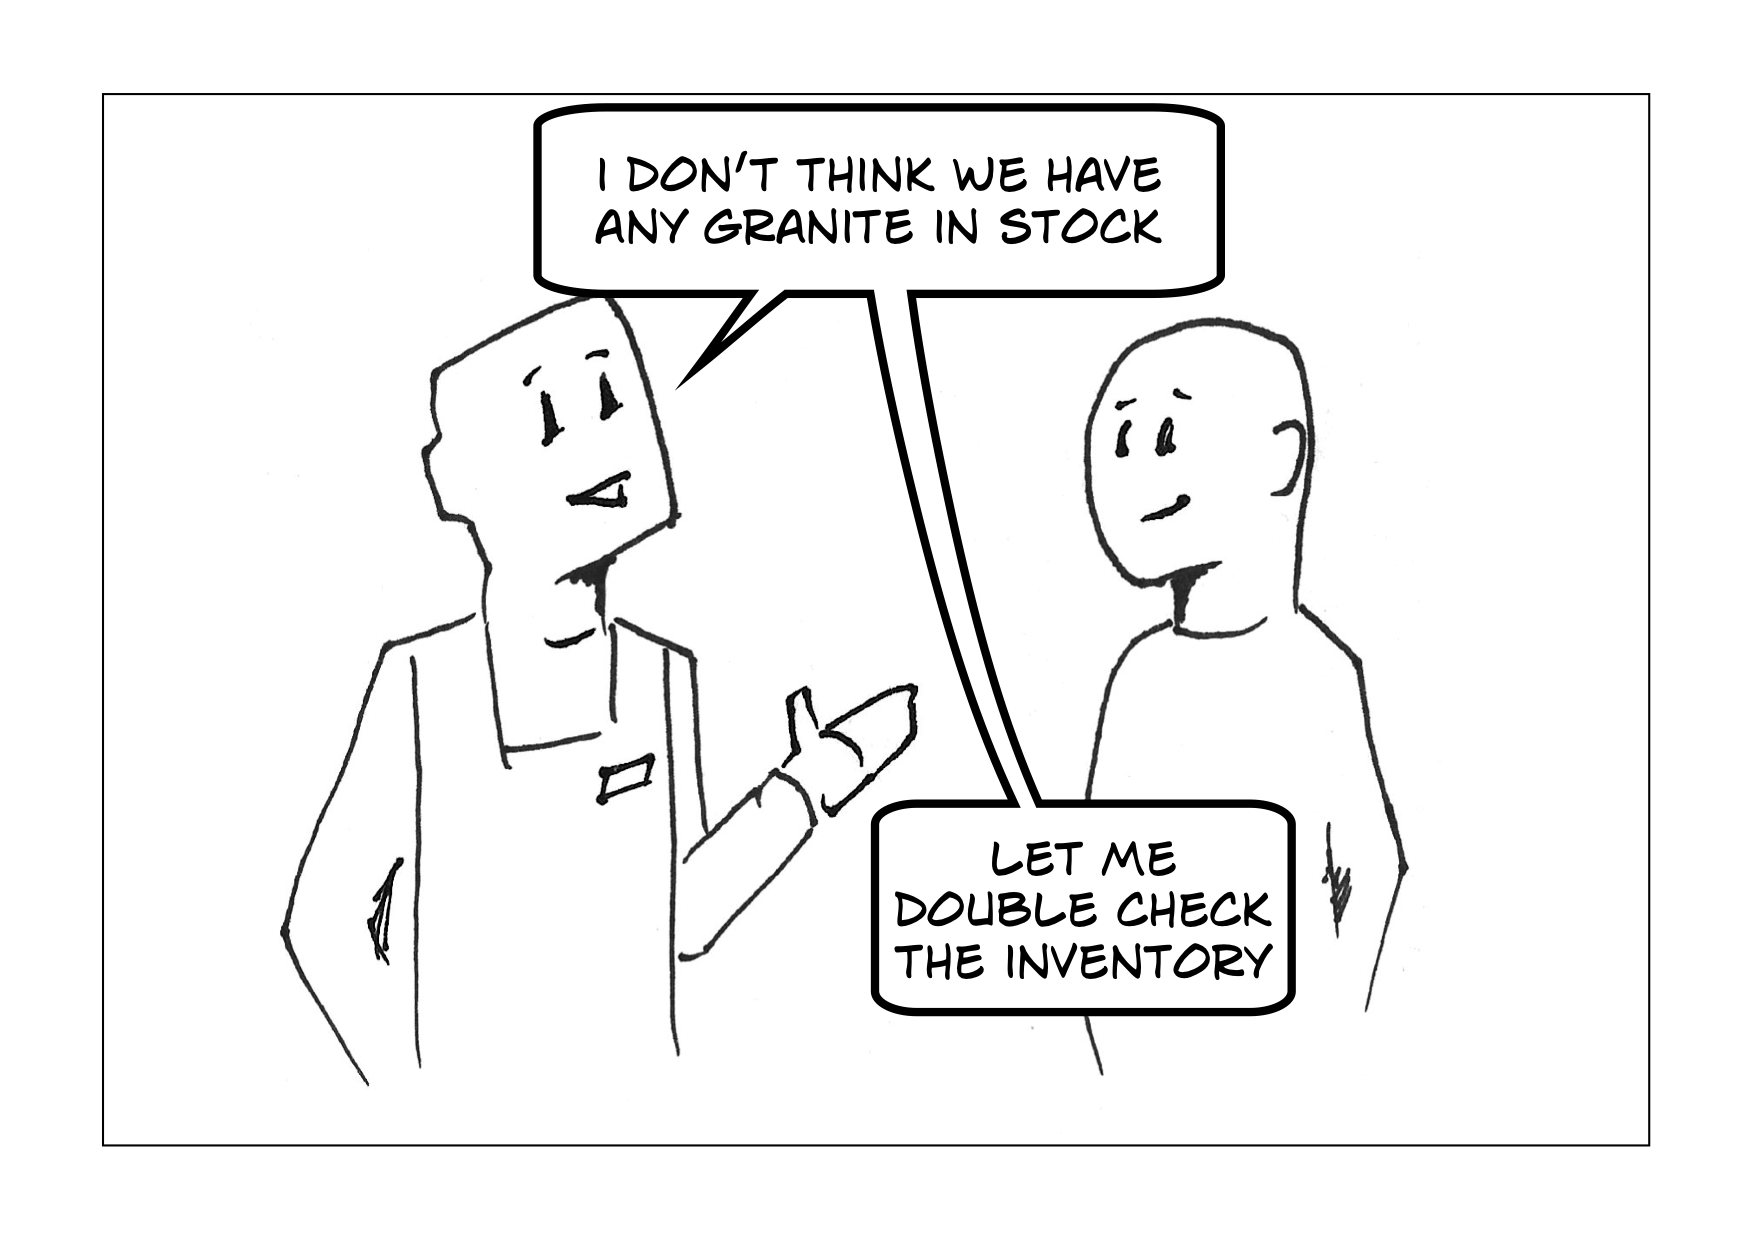 I DON'T THINK WE HAVE
ANY GRANITE IN STOCK
LET ME
DOUBLE CHECK
THE INVENTORY